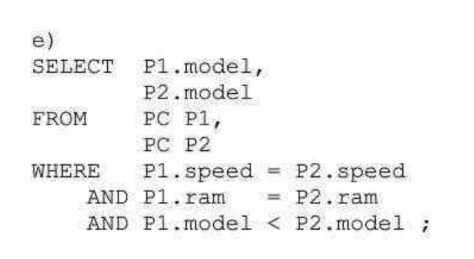 e)
SELECT P1.model,
P2.model
FROM PC P1,
PC P2
WHERE P1.speed = P2.speed
AND P1.ram = P2.ram
AND P1.model < P2.model ;